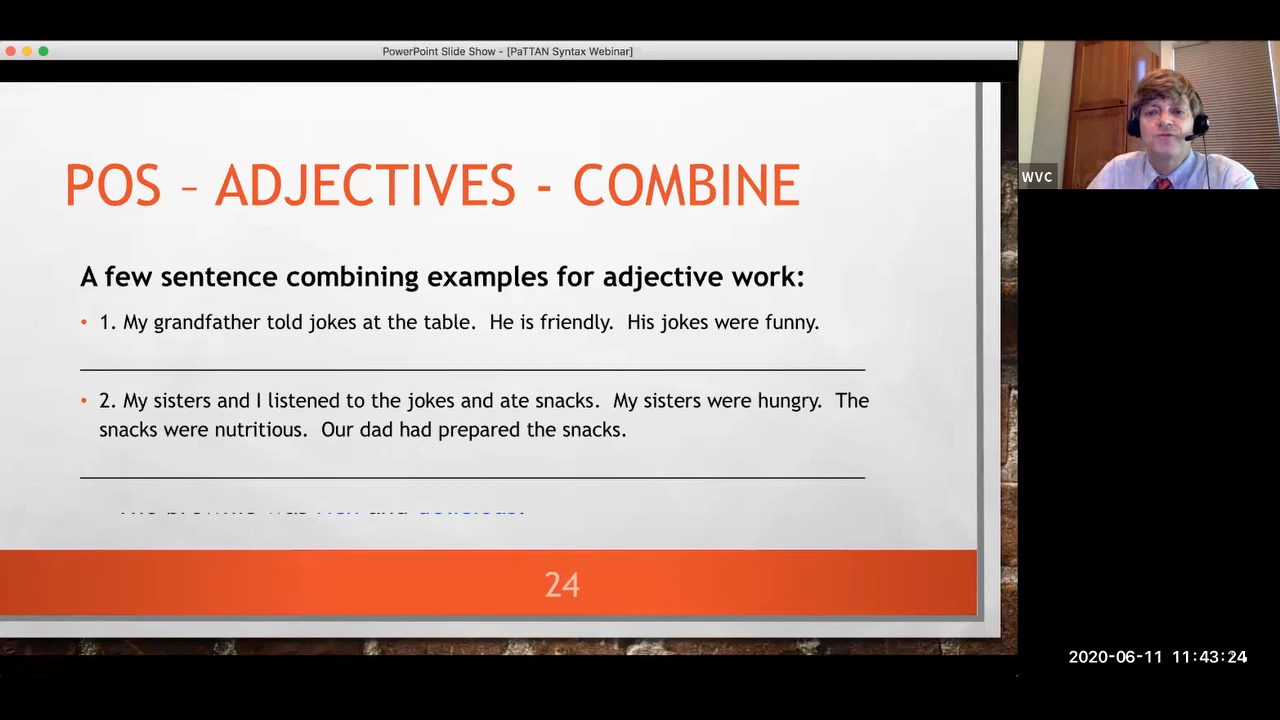 PowerPoint Slide Show - [PaTTAN Syntax Webinar]
POS – ADJECTIVES - COMBINE
WVC
A few sentence combining examples for adjective work:
• 1. My grandfather told jokes at the table. He is friendly. His jokes were funny.
• 2. My sisters and I listened to the jokes and ate snacks. My sisters were hungry. The
snacks were nutritious. Our dad had prepared the snacks.
24
2020-06-11 11:43:24